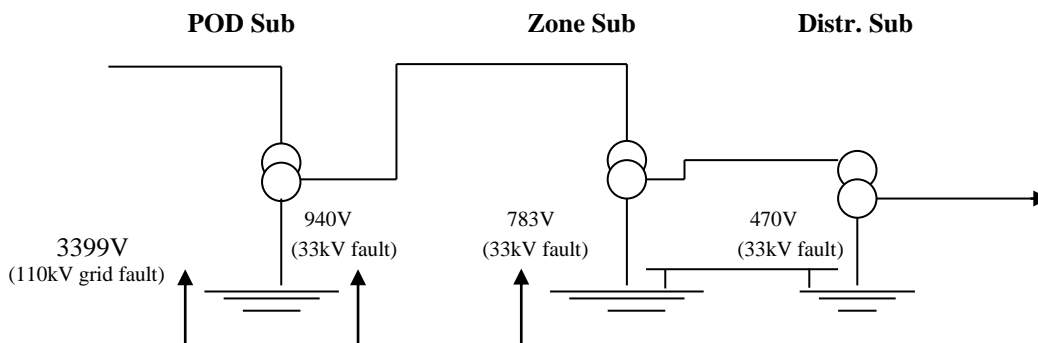 POD Sub
Zone Sub
Distr. Sub
940V
(33kV fault)
783V
(33kV fault)
470V
(33kV fault)
3399V
(110kV grid fault)